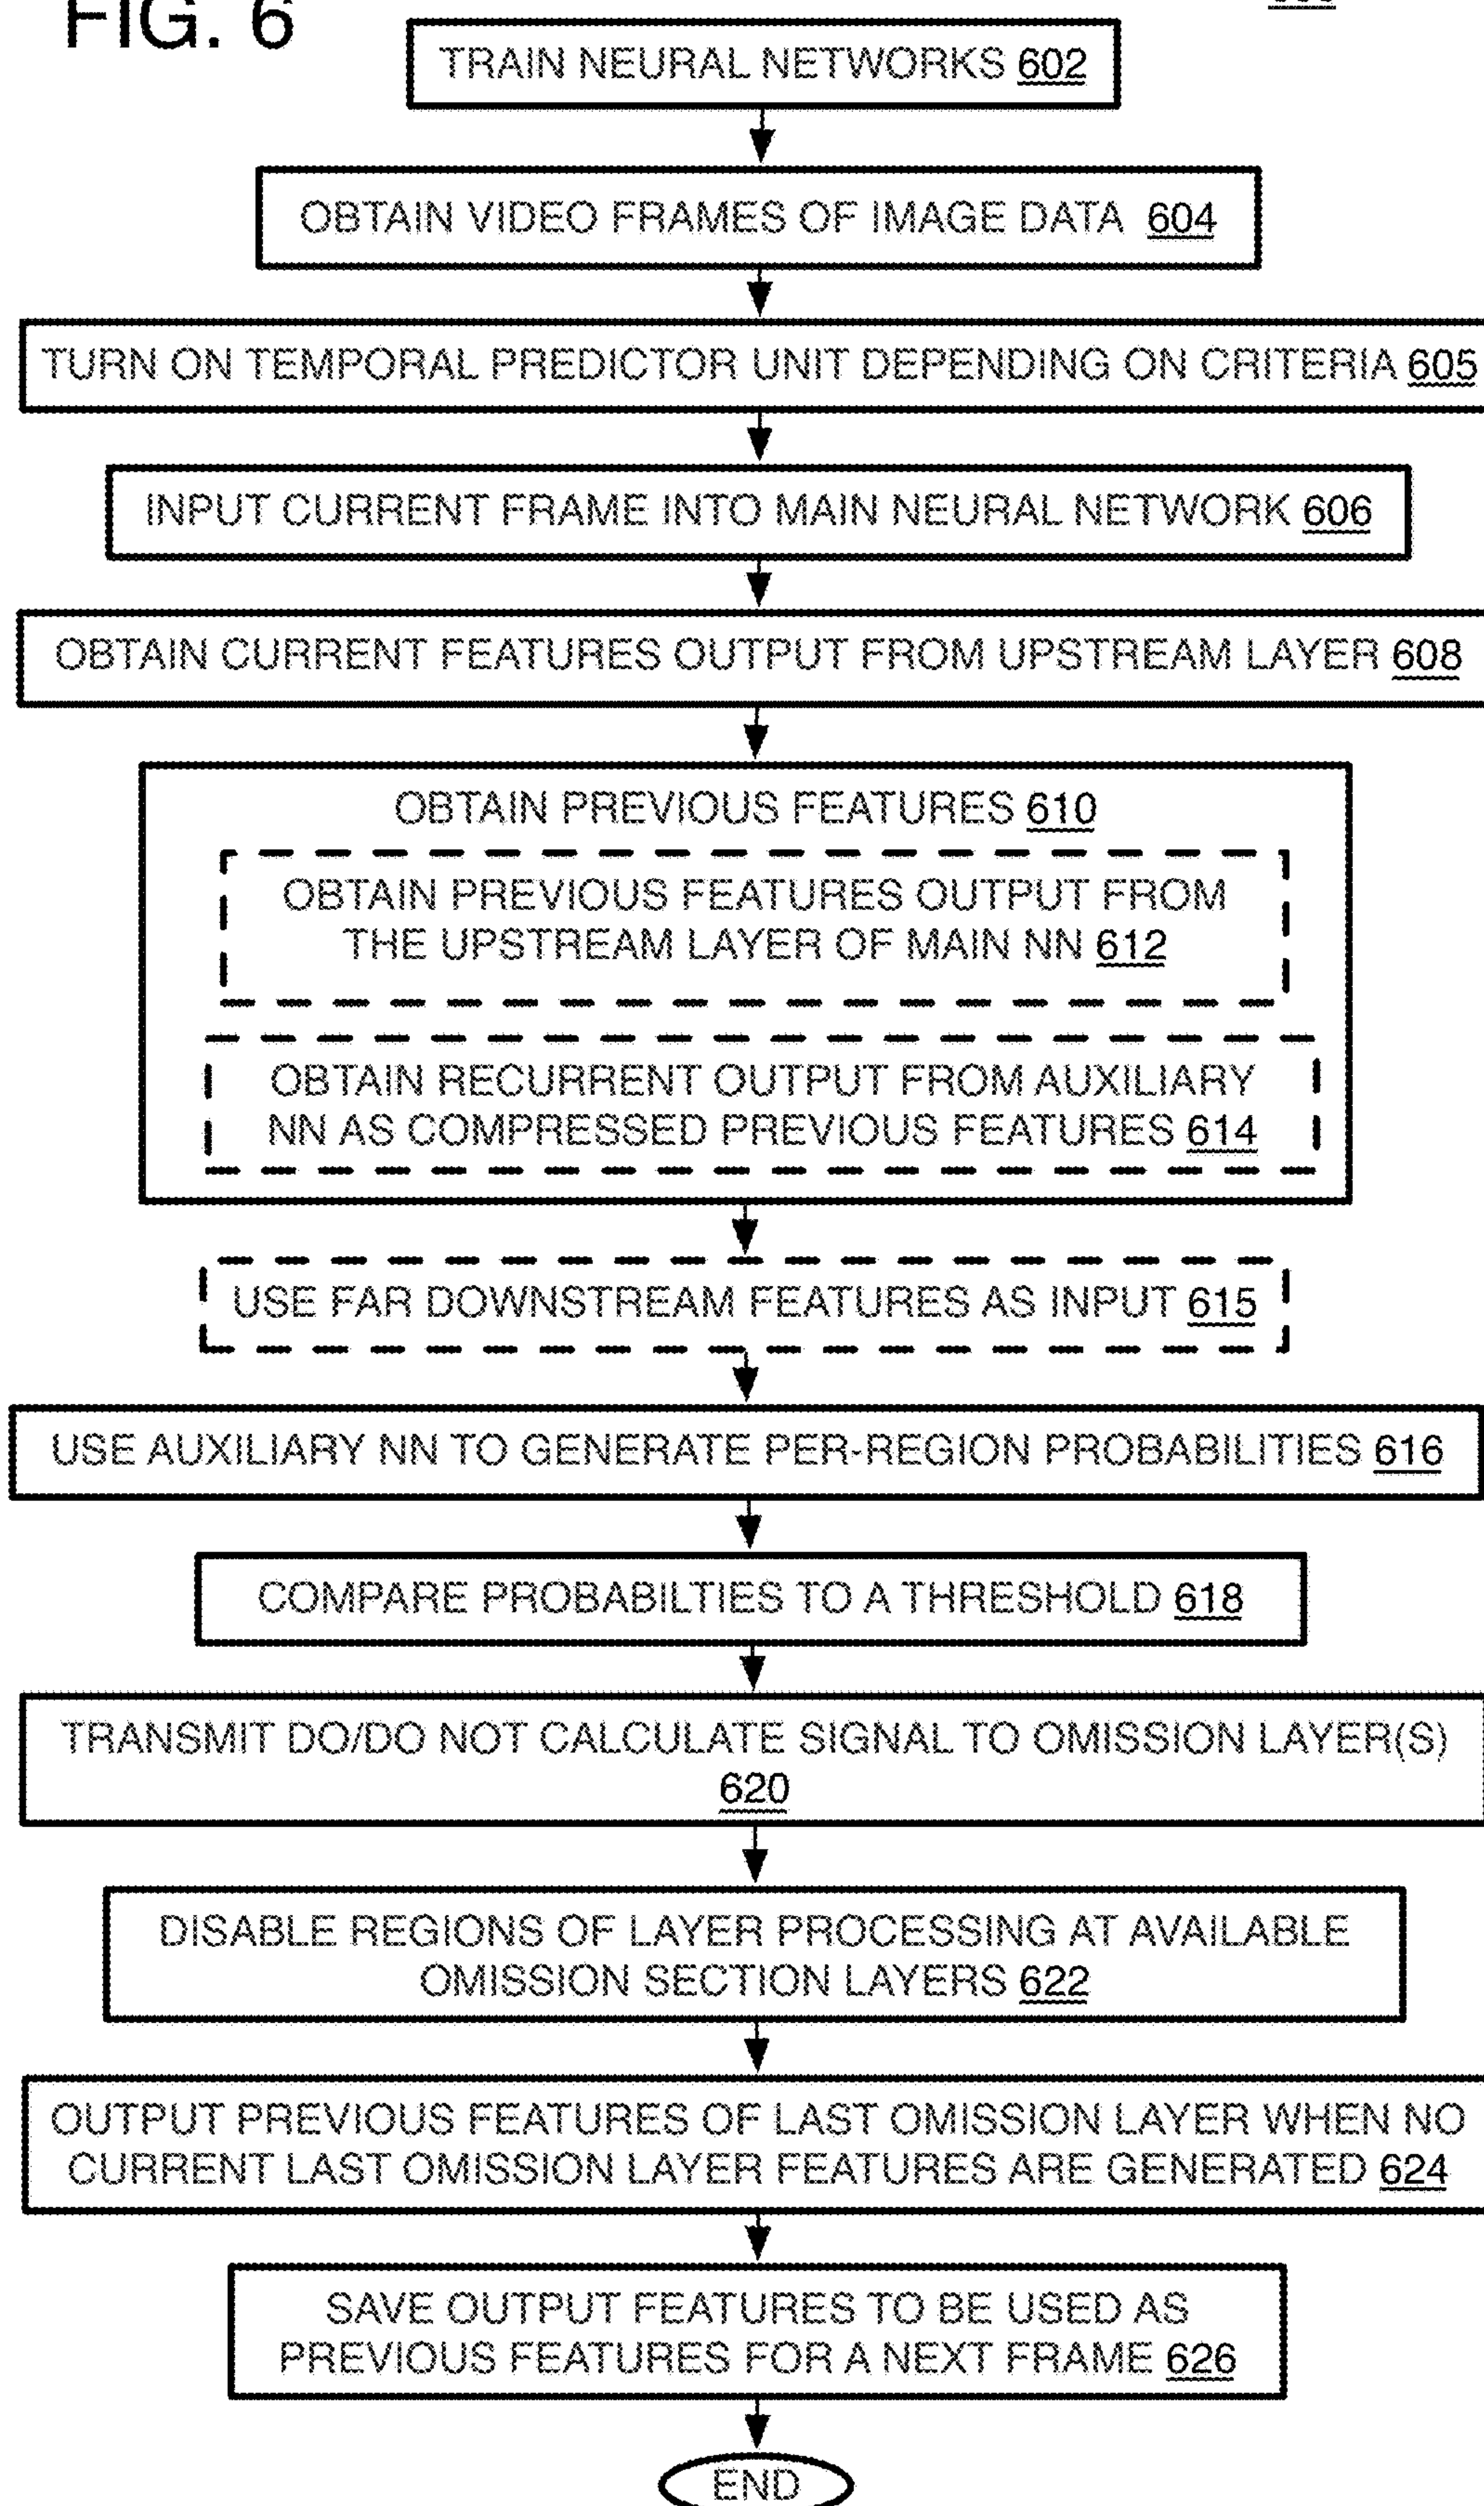 FIG. 6
TRAIN NEURAL NETWORKS 602
OBTAIN VIDEO FRAMES OF IMAGE DATA 604
TURN ON TEMPORAL PREDICTOR UNIT DEPENDING ON CRITERIA 605
INPUT CURRENT FRAME INTO MAIN NEURAL NETWORK 606
OBTAIN CURRENT FEATURES OUTPUT FROM UPSTREAM LAYER 608
OBTAIN PREVIOUS FEATURES 610
OBTAIN PREVIOUS FEATURES OUTPUT FROM
THE UPSTREAM LAYER OF MAIN NN 612
OBTAIN RECURRENT OUTPUT FROM AUXILIARY
NN AS COMPRESSED PREVIOUS FEATURES 614
USE FAR DOWNSTREAM FEATURES AS INPUT 615
USE AUXILIARY NN TO GENERATE PER-REGION PROBABILITIES 616
COMPARE PROBABILTIES TO A THRESHOLD 618
TRANSMIT DO/DO NOT CALCULATE SIGNAL TO OMISSION LAYER(S)
620
DISABLE REGIONS OF LAYER PROCESSING AT AVAILABLE
OMISSION SECTION LAYERS 622
OUTPUT PREVIOUS FEATURES OF LAST OMISSION LAYER WHEN NO
CURRENT LAST OMISSION LAYER FEATURES ARE GENERATED 624
SAVE OUTPUT FEATURES TO BE USED AS
PREVIOUS FEATURES FOR A NEXT FRAME 626
END